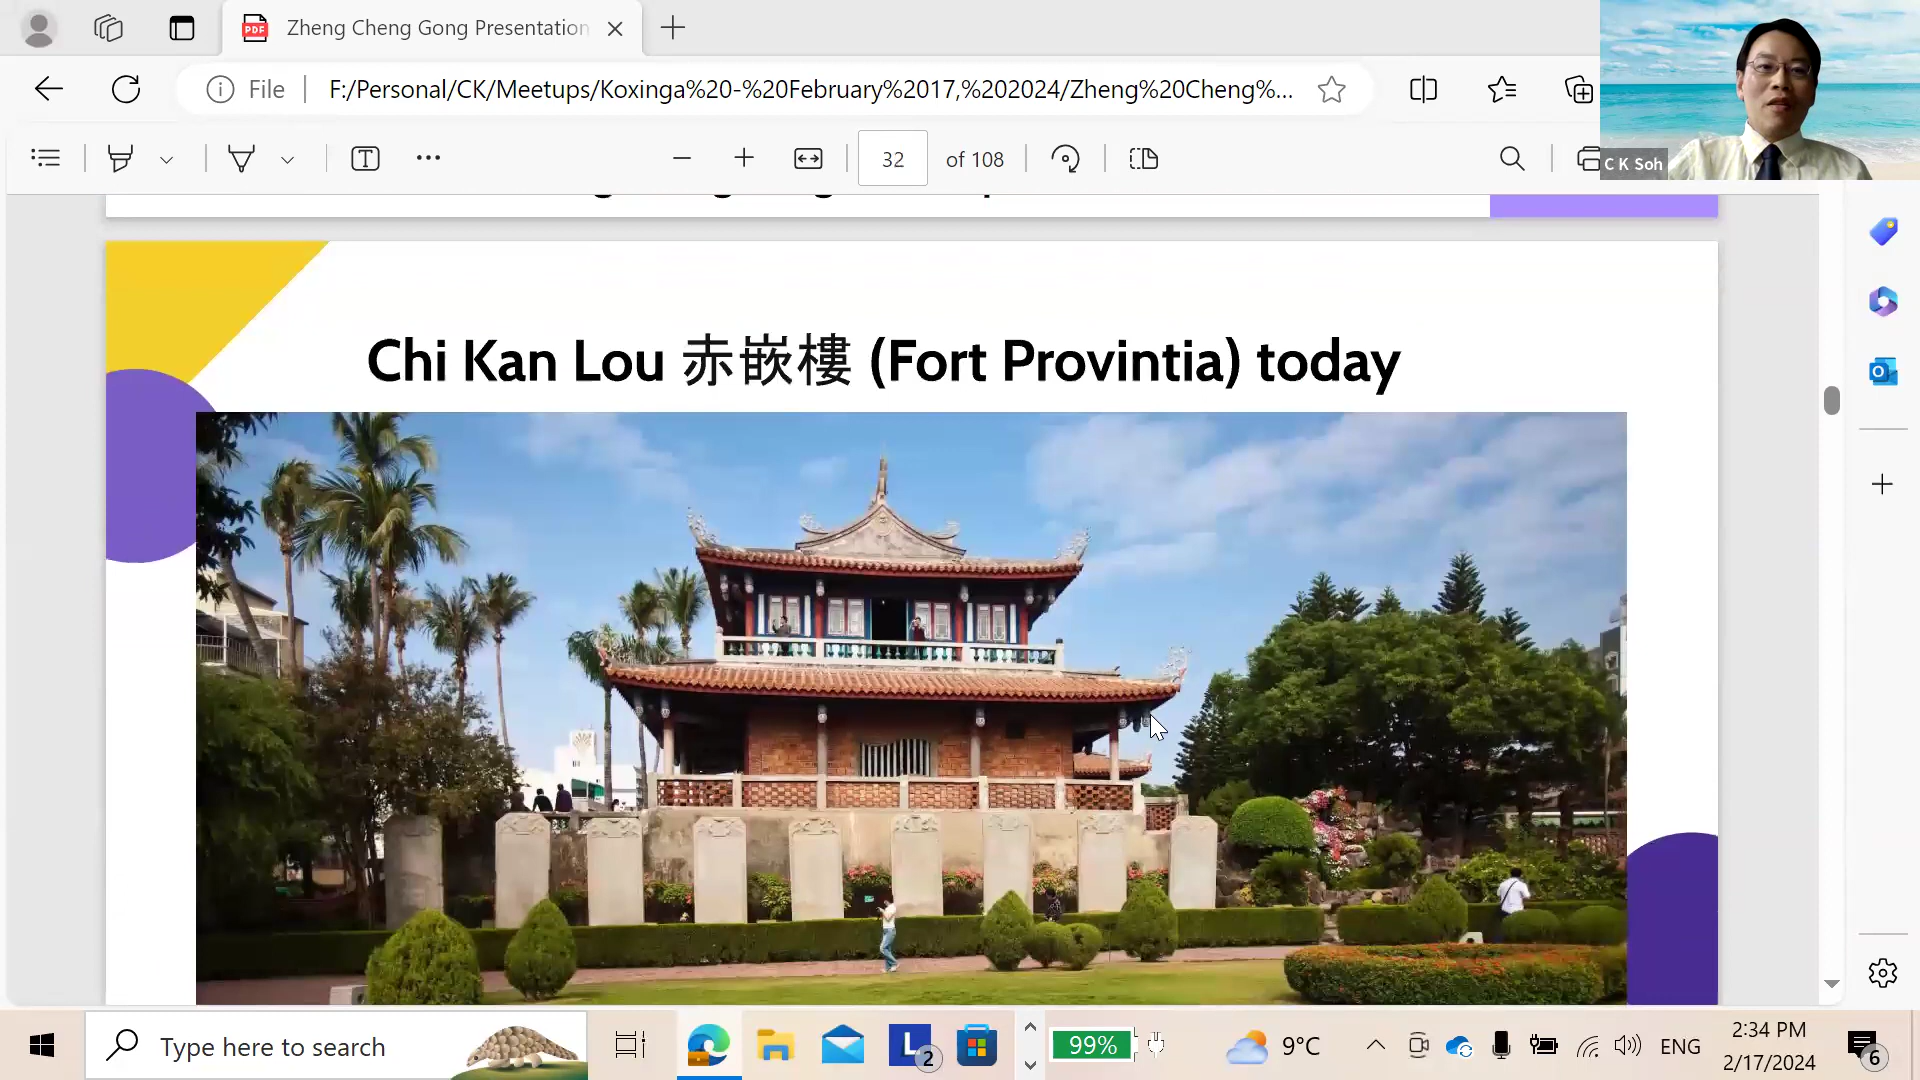 Zheng Cheng Gong Presentation
File
F:/Personal/CK/Meetups/Koxinga%20-%20February%2017,%202024/Zheng%20Cheng%...
32
of 108
C K Soh
Chi Kan Lou 赤嵌樓 (Fort Provintia) today
Type here to search
L
2
99%
9°C
ENG
2:34 PM
2/17/2024
6